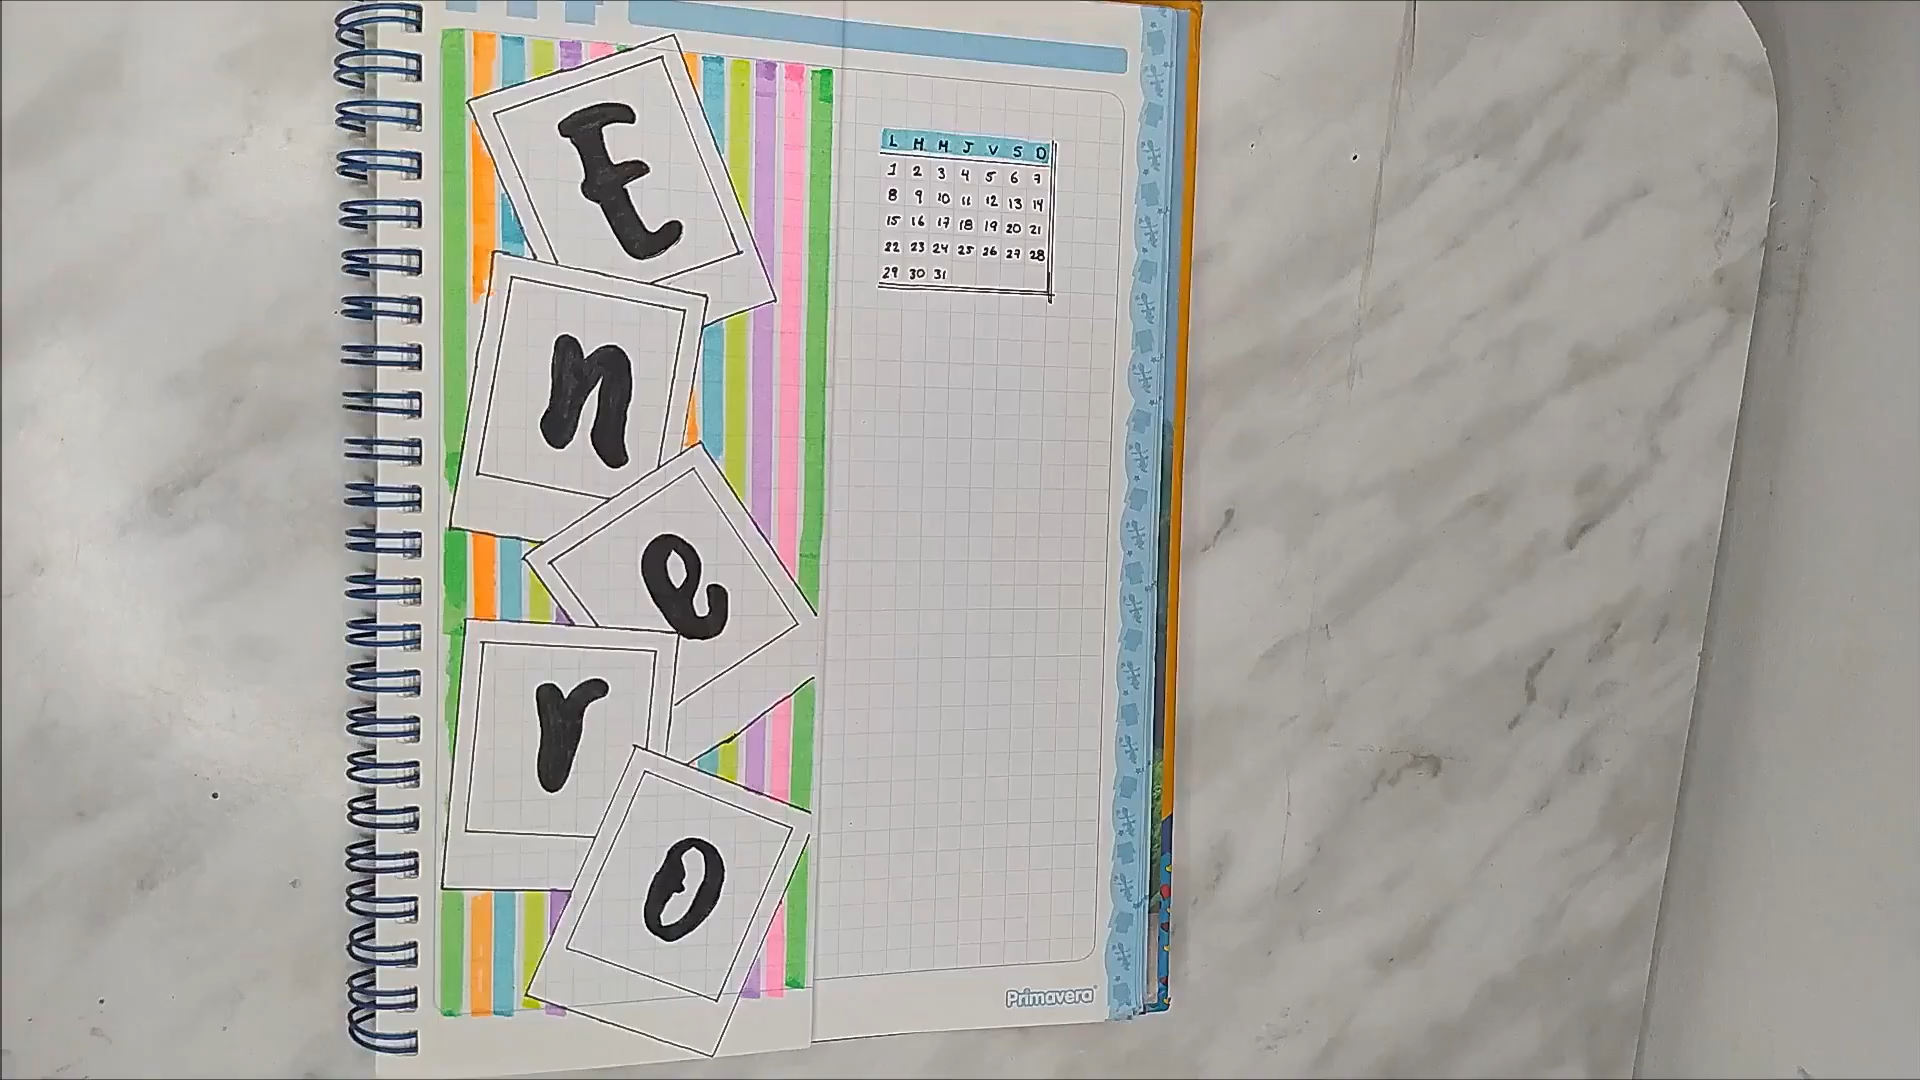 E
n
e
r
o
L M M J V S D
1 2 3 4 5 6 7
8 9 10 11 12 13 14
15 16 17 18 19 20 21
22 23 24 25 26 27 28
29 30 31
Primavera